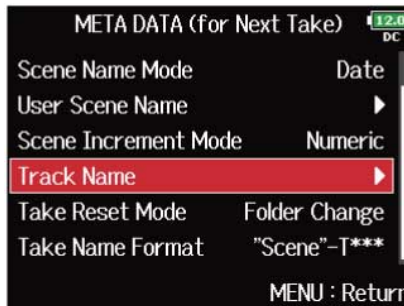 META DATA (for Next Take)
12.0
DC
Scene Name Mode Date
User Scene Name
Scene Increment Mode Numeric
Track Name
Take Reset Mode Folder Change
Take Name Format "Scene"-T***
MENU : Return